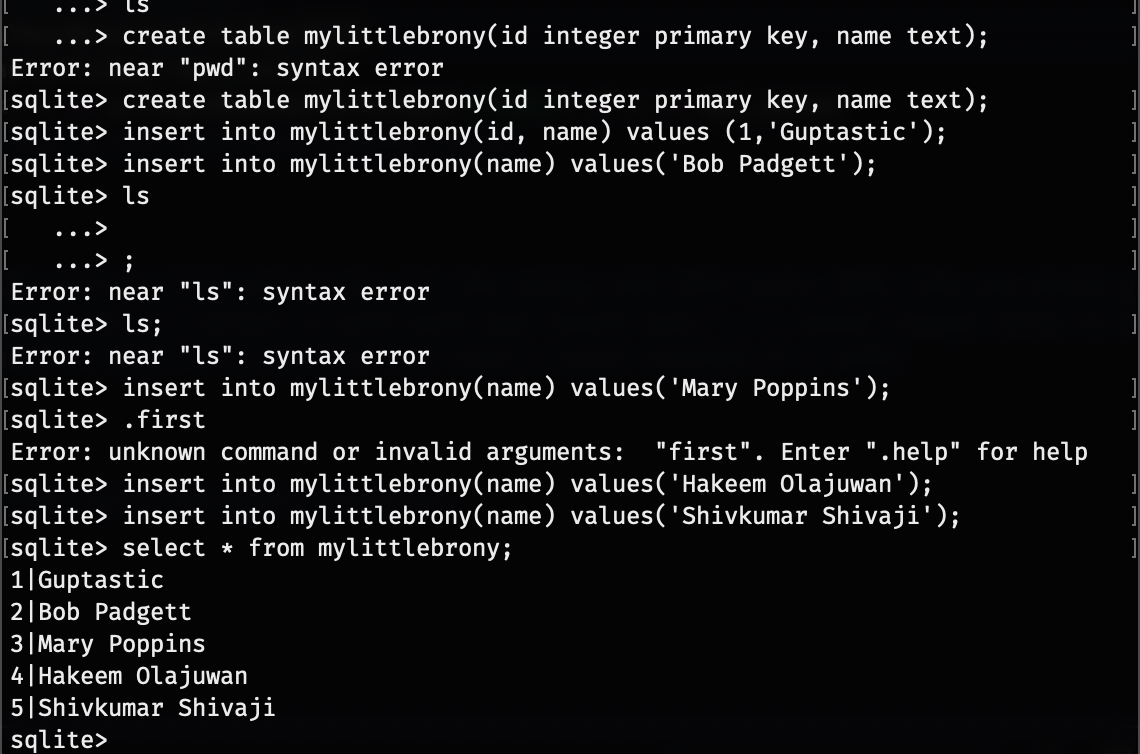 [   ...> ls
[   ...> create table mylittlebrony(id integer primary key, name text); ]
Error: near "pwd": syntax error
[sqlite> create table mylittlebrony(id integer primary key, name text); ]
[sqlite> insert into mylittlebrony(id, name) values (1,'Guptastic'); ]
[sqlite> insert into mylittlebrony(name) values('Bob Padgett'); ]
[sqlite> ls ]
[   ...> ]
[   ...> ; ]
Error: near "ls": syntax error
[sqlite> ls; ]
Error: near "ls": syntax error
[sqlite> insert into mylittlebrony(name) values('Mary Poppins'); ]
[sqlite> .first ]
Error: unknown command or invalid arguments:  "first". Enter ".help" for help
[sqlite> insert into mylittlebrony(name) values('Hakeem Olajuwan'); ]
[sqlite> insert into mylittlebrony(name) values('Shivkumar Shivaji'); ]
[sqlite> select * from mylittlebrony; ]
1|Guptastic
2|Bob Padgett
3|Mary Poppins
4|Hakeem Olajuwan
5|Shivkumar Shivaji
sqlite>